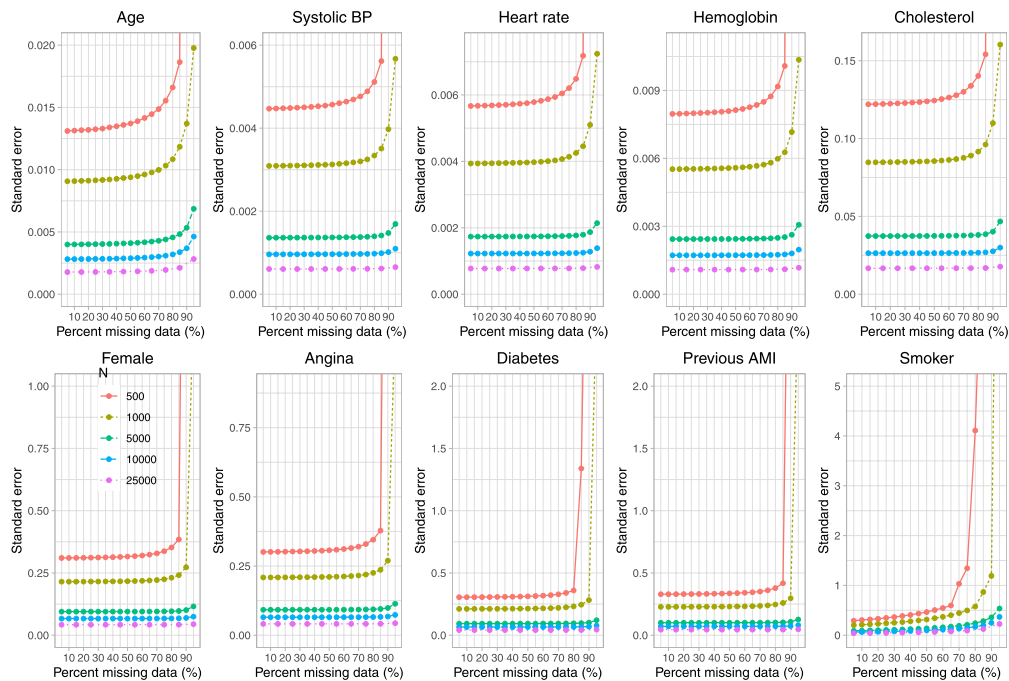 Age
Systolic BP
Heart rate
Hemoglobin
Cholesterol
Standard error
0.020
0.015
0.010
0.005
0.000
Standard error
0.006
0.004
0.002
0.000
Standard error
0.006
0.004
0.002
0.000
Standard error
0.009
0.006
0.003
0.000
Standard error
0.15
0.10
0.05
0.00
10 20 30 40 50 60 70 80 90
10 20 30 40 50 60 70 80 90
10 20 30 40 50 60 70 80 90
10 20 30 40 50 60 70 80 90
10 20 30 40 50 60 70 80 90
Percent missing data (%)
Percent missing data (%)
Percent missing data (%)
Percent missing data (%)
Percent missing data (%)
Female
Angina
Diabetes
Previous AMI
Smoker
Standard error
1.00
0.75
0.50
0.25
0.00
N
500
1000
5000
10000
25000
Standard error
0.75
0.50
0.25
0.00
Standard error
2.0
1.5
1.0
0.5
0.0
Standard error
2.0
1.5
1.0
0.5
0.0
Standard error
5
4
3
2
1
0
10 20 30 40 50 60 70 80 90
10 20 30 40 50 60 70 80 90
10 20 30 40 50 60 70 80 90
10 20 30 40 50 60 70 80 90
10 20 30 40 50 60 70 80 90
Percent missing data (%)
Percent missing data (%)
Percent missing data (%)
Percent missing data (%)
Percent missing data (%)